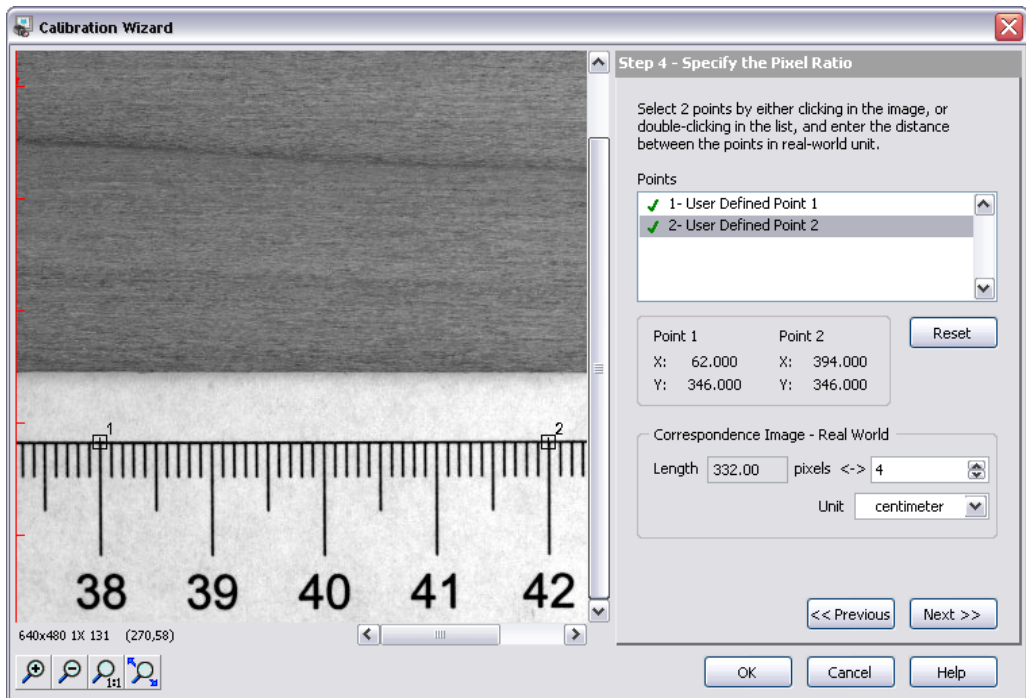 Calibration Wizard
Step 4 - Specify the Pixel Ratio
Select 2 points by either clicking in the image, or
double-clicking in the list, and enter the distance
between the points in real-world unit.
Points
1- User Defined Point 1
2- User Defined Point 2
Point 1 Point 2
X: 62.000 X: 394.000
Y: 346.000 Y: 346.000
Reset
1 2
38 39 40 41 42
Correspondence Image - Real World
Length 332.00 pixels <-> 4
Unit centimeter
<< Previous Next >>
640x480 1X 131 (270,58)
1:1
OK Cancel Help